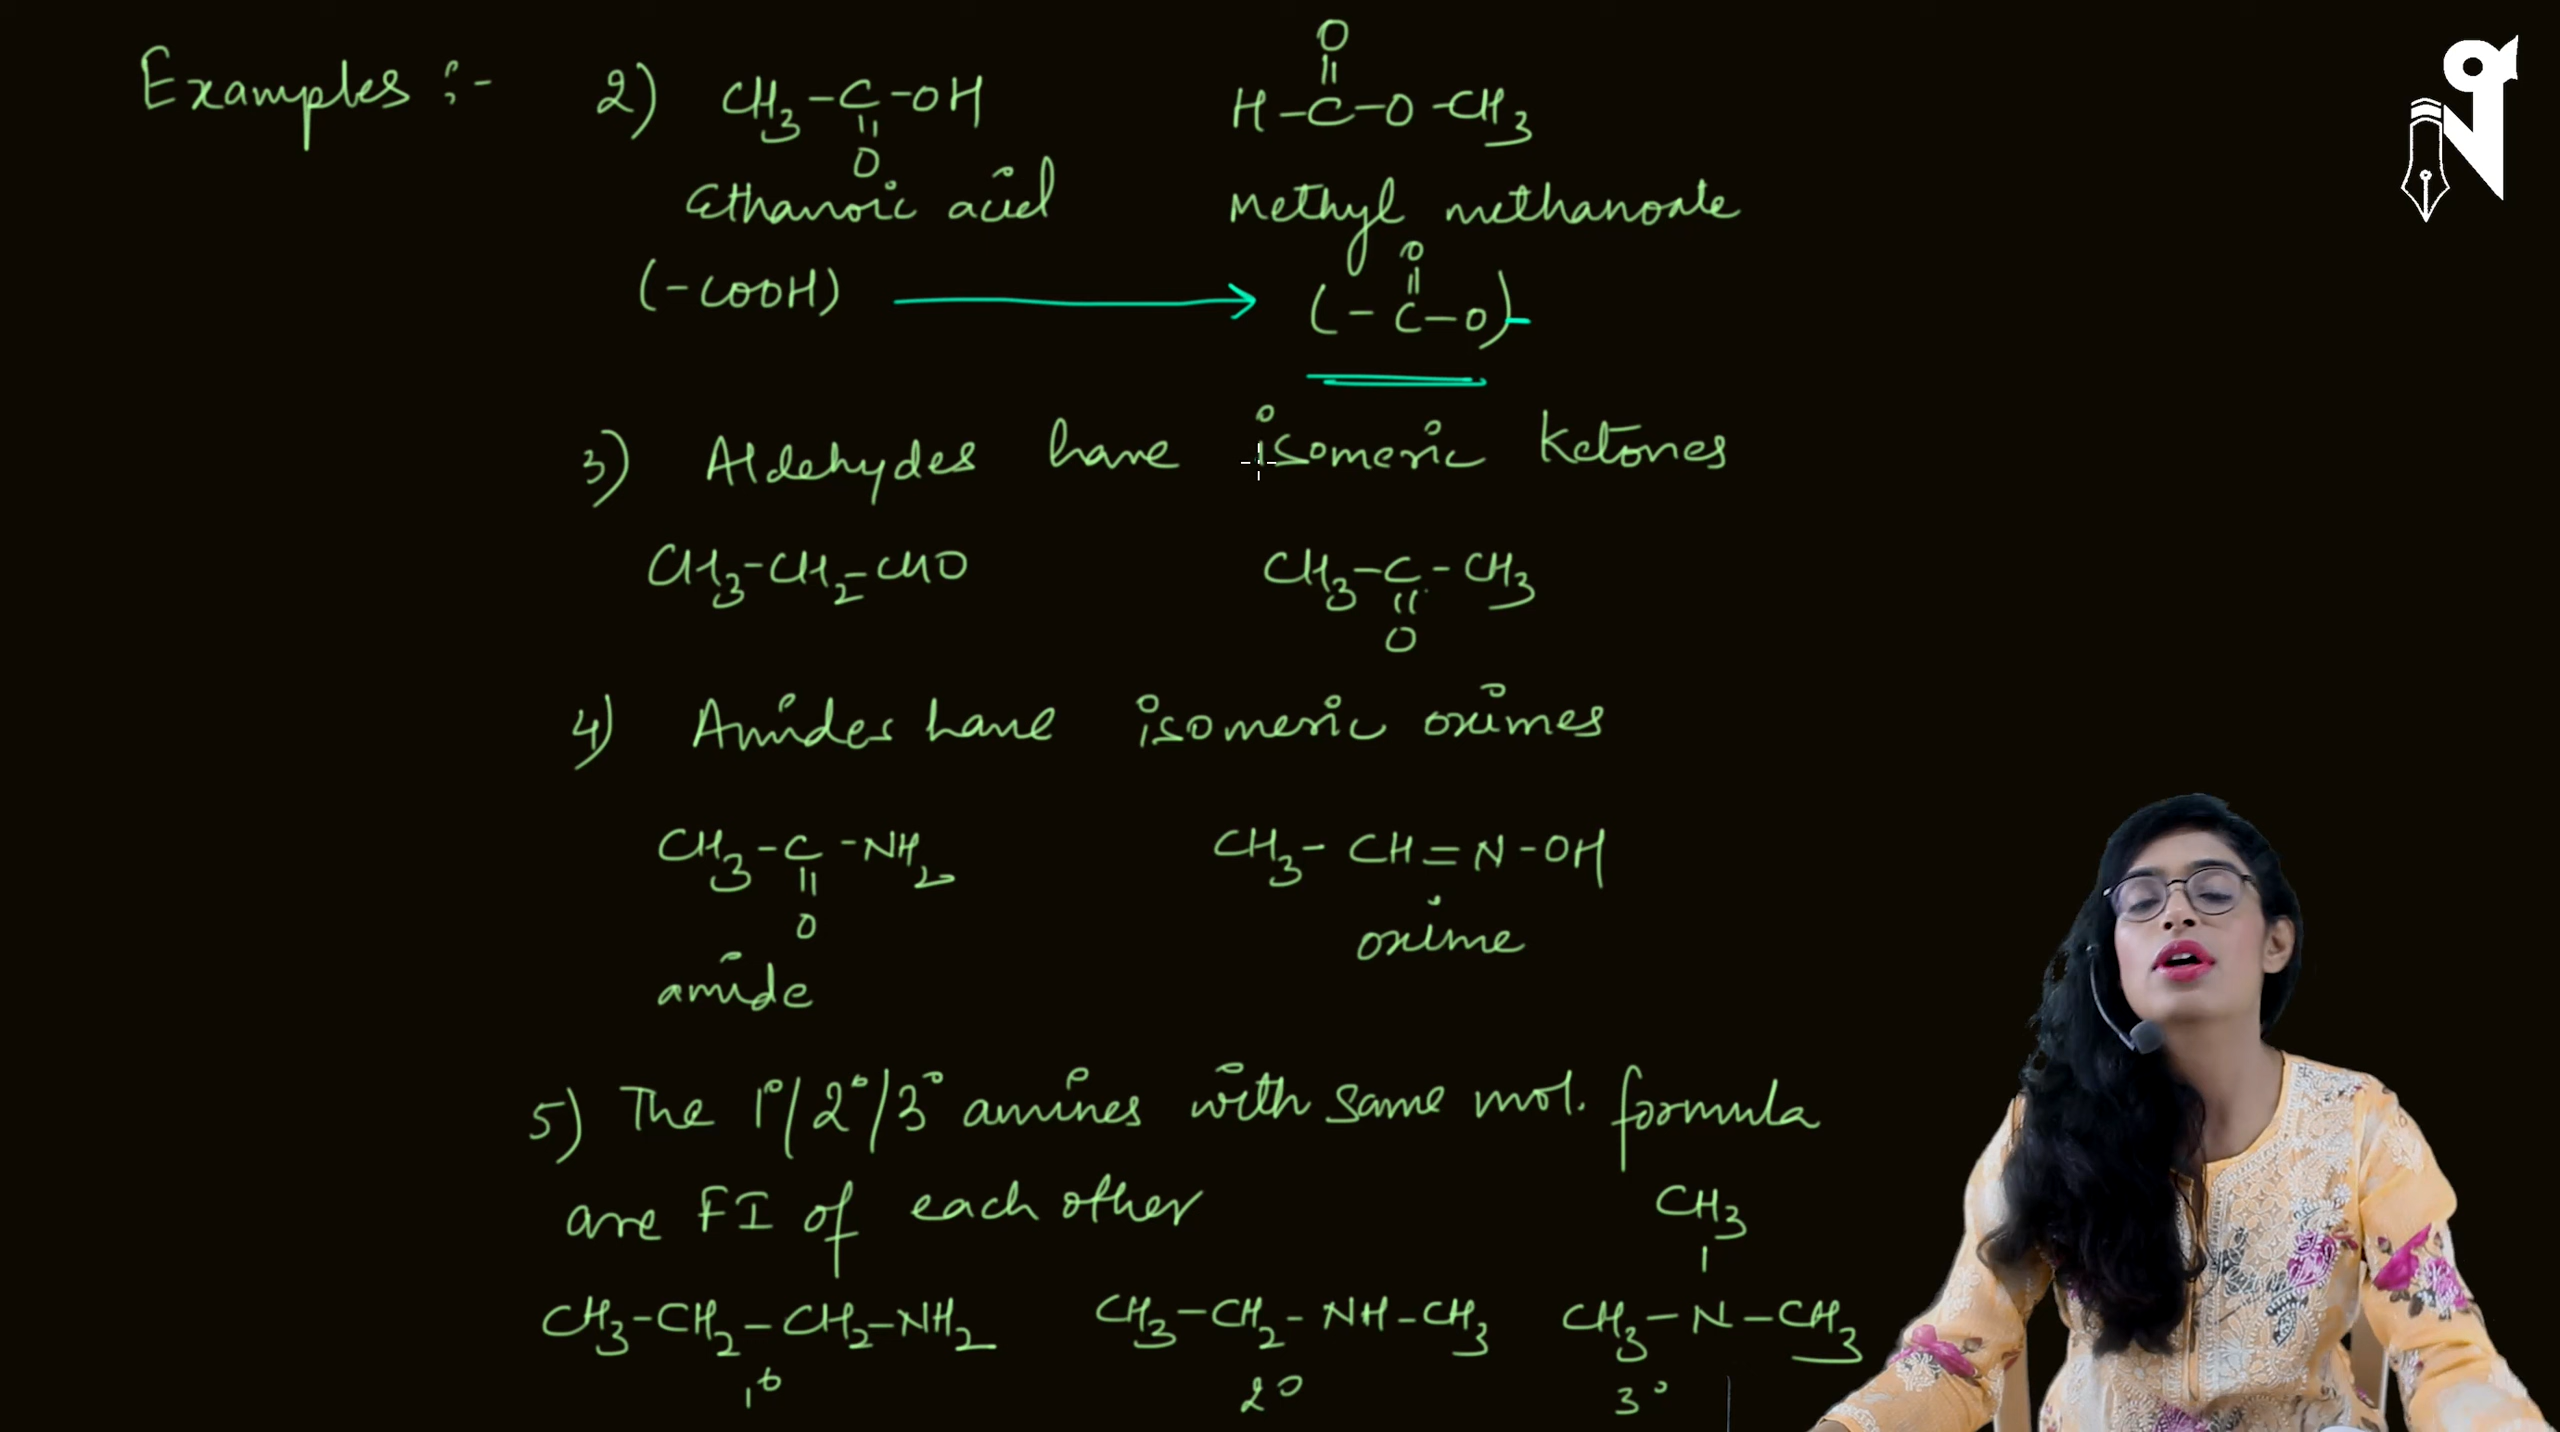 Examples :- 2) CH3-C-OH
||
O
O
||
H-C-O-CH3
Ethanoic acid Methyl methanoate
(-COOH) → (-C-O)-
||
O
3) Aldehydes have isomeric ketones
CH3-CH2-CHO CH3-C-CH3
||
O
4) Amides have isomeric oximes
CH3-C-NH2 CH3-CH=N-OH
||
O
amide oxime
5) The 1°/2°/3° amines with same mol. formula
are FI of each other
CH3-CH2-CH2-NH2 CH3-CH2-NH-CH3 CH3-N-CH3
|
CH3
1° 2° 3°